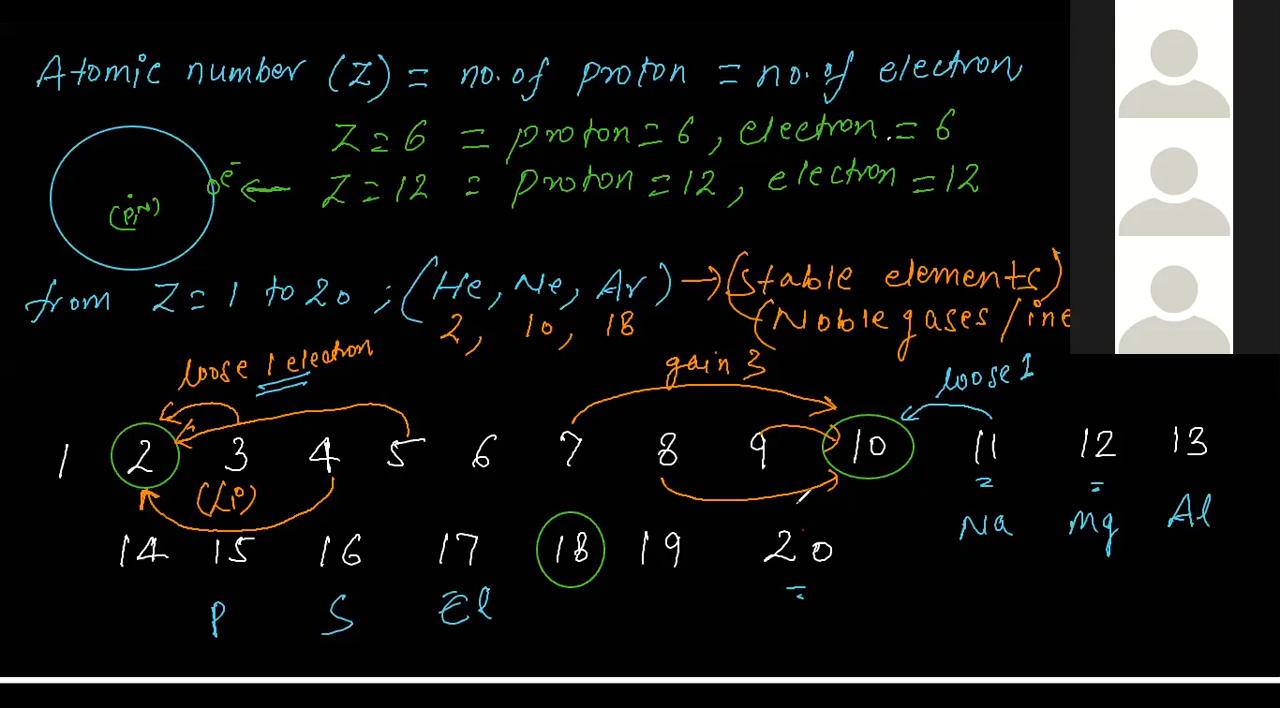 Atomic number (Z) = no. of proton = no. of electron
Z = 6 = proton = 6, electron = 6
e⁻ ← Z = 12 = proton = 12, electron = 12
(P, N)
from Z = 1 to 20 ; (He, Ne, Ar) → (Stable elements)
2, 10, 18 (Noble gases / ine
loose 1 electron gain 3 loose 1
1 2 3 4 5 6 7 8 9 10 11 12 13
(Li) Na Mg Al
14 15 16 17 18 19 20
P S Cl